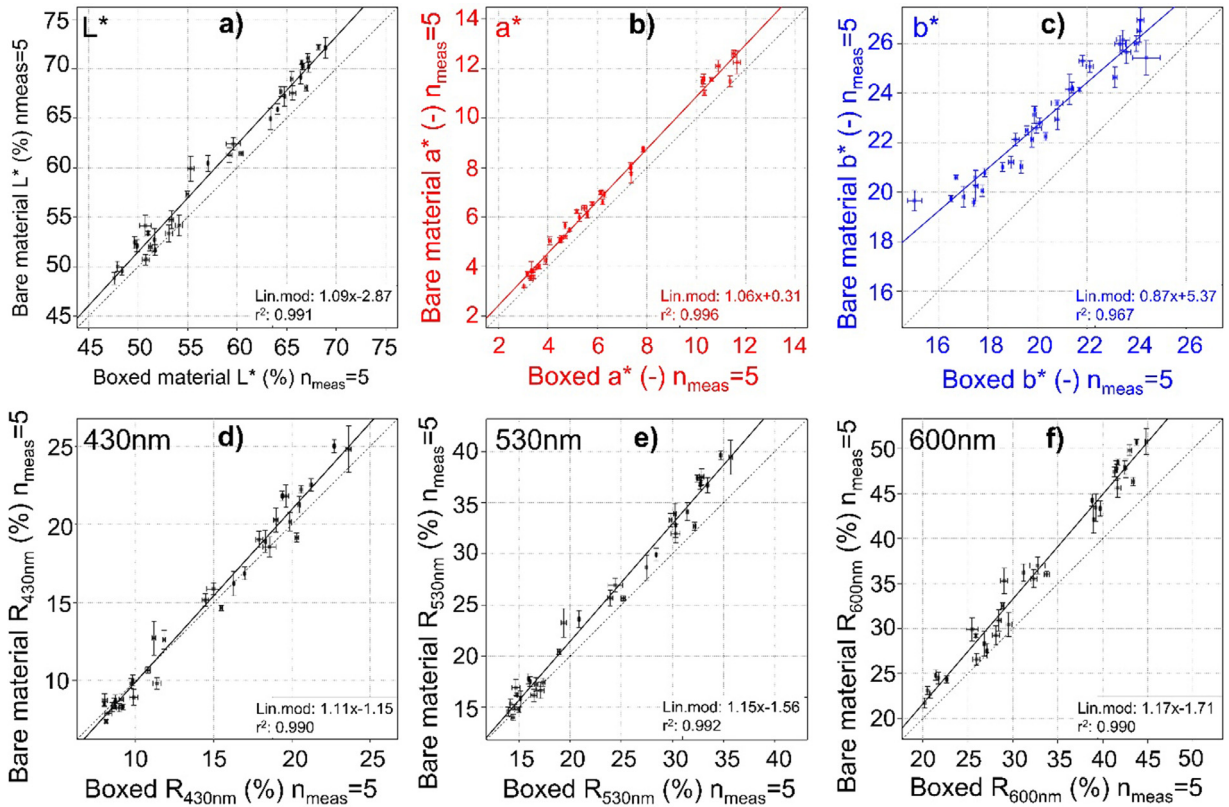 L*
a)
75
70
65
60
55
50
45
Bare material L* (%) nmeas=5
Lin.mod: 1.09x-2.87
r²: 0.991
45 50 55 60 65 70 75
Boxed material L* (%) nmeas=5
a*
b)
14
12
10
8
6
4
2
Bare material a* (-) nmeas=5
Lin.mod: 1.06x+0.31
r²: 0.996
2 4 6 8 10 12 14
Boxed a* (-) nmeas=5
b*
c)
26
24
22
20
18
16
Bare material b* (-) nmeas=5
Lin.mod: 0.87x+5.37
r²: 0.967
16 18 20 22 24 26
Boxed b* (-) nmeas=5
430nm
d)
25
20
15
10
Bare material R430nm (%) nmeas=5
Lin.mod: 1.11x-1.15
r²: 0.990
10 15 20 25
Boxed R430nm (%) nmeas=5
530nm
e)
40
35
30
25
20
15
Bare material R530nm (%) nmeas=5
Lin.mod: 1.15x-1.56
r²: 0.992
15 20 25 30 35 40
Boxed R530nm (%) nmeas=5
600nm
f)
50
45
40
35
30
25
20
Bare material R600nm (%) nmeas=5
Lin.mod: 1.17x-1.71
r²: 0.990
20 25 30 35 40 45 50
Boxed R600nm (%) nmeas=5